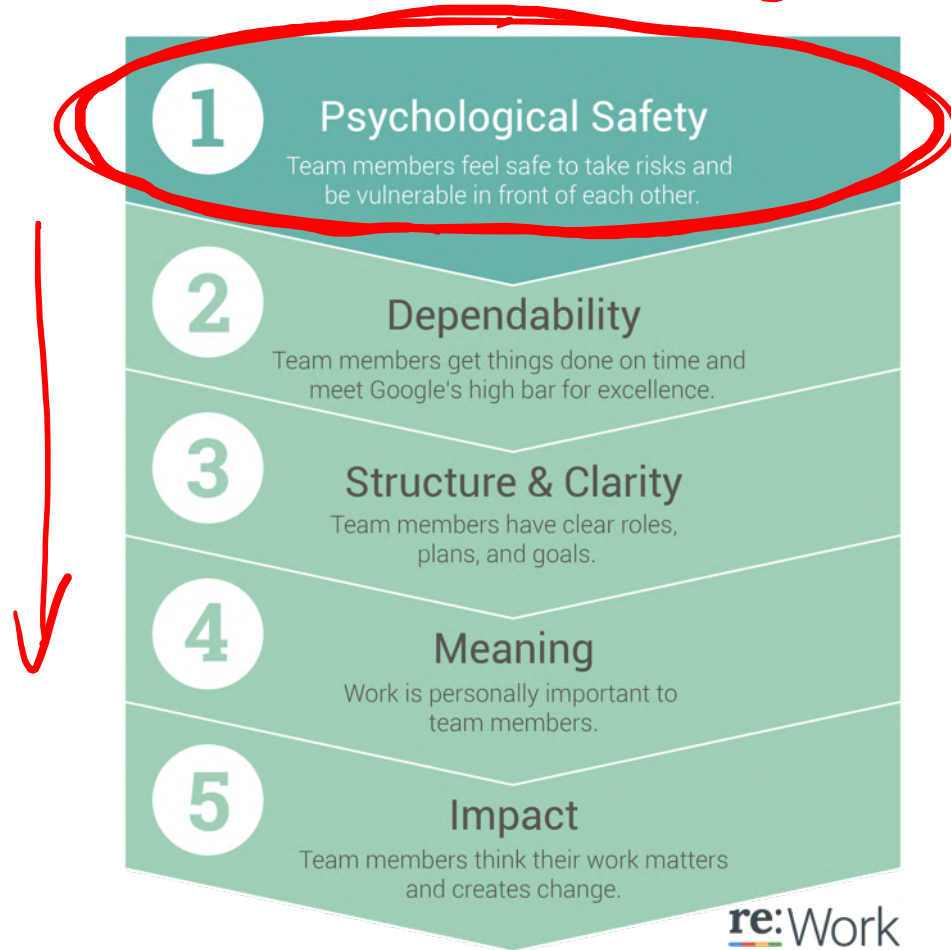 1
Psychological Safety
Team members feel safe to take risks and
be vulnerable in front of each other.
2
Dependability
Team members get things done on time and
meet Google's high bar for excellence.
3
Structure & Clarity
Team members have clear roles,
plans, and goals.
4
Meaning
Work is personally important to
team members.
5
Impact
Team members think their work matters
and creates change.
re:Work